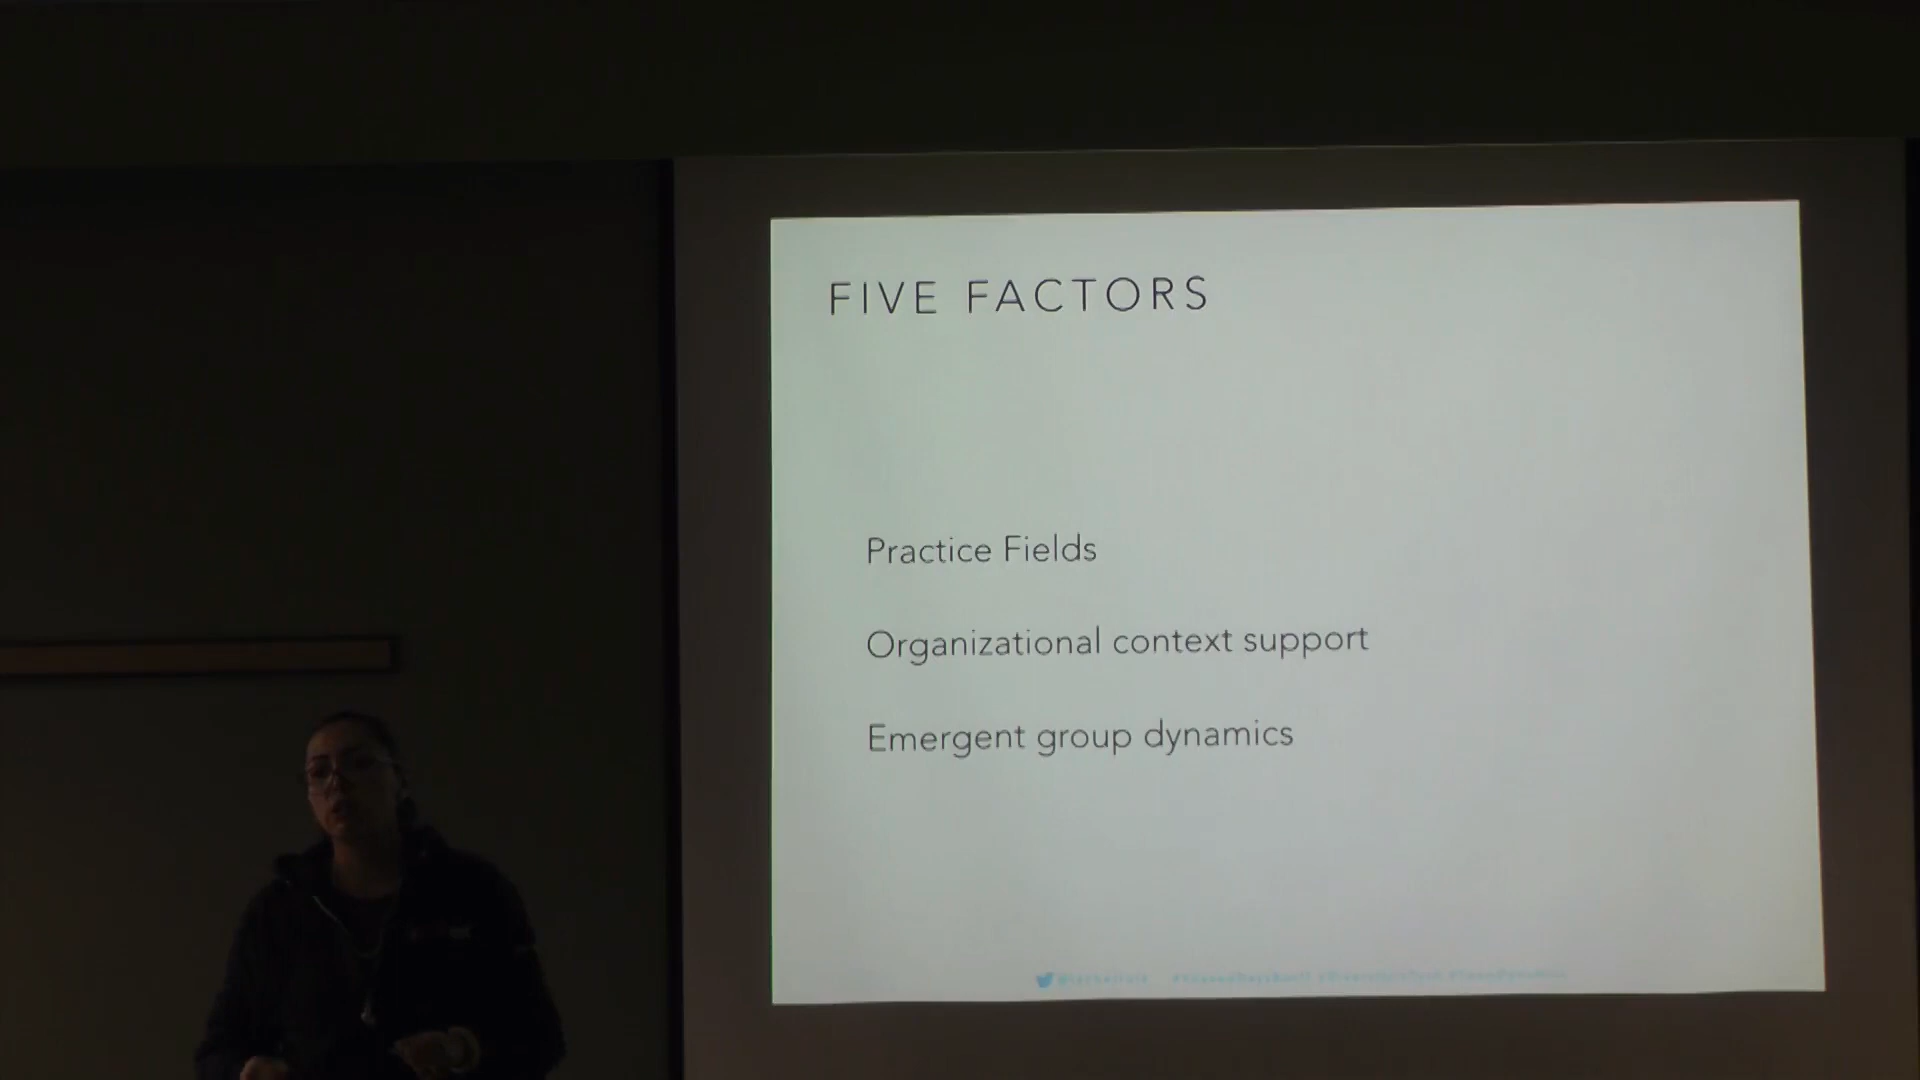 FIVE FACTORS
Practice Fields
Organizational context support
Emergent group dynamics